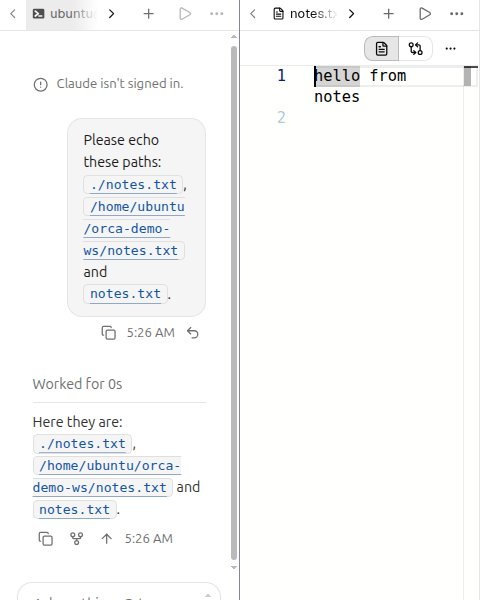 ubuntu
notes.t
Claude isn't signed in.
Please echo
these paths:
./notes.txt,
/home/ubuntu
/orca-demo-
ws/notes.txt
and
notes.txt.
5:26 AM
Worked for 0s
Here they are:
./notes.txt,
/home/ubuntu/orca-
demo-ws/notes.txt and
notes.txt.
5:26 AM
1 hello from
notes
2